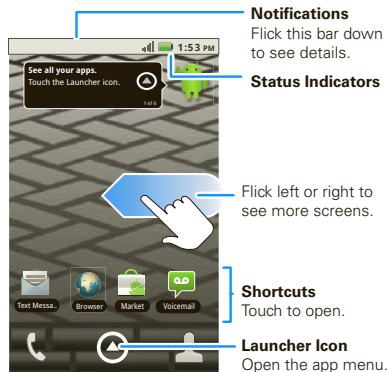 Notifications
Flick this bar down
to see details.
1:53 PM
Status Indicators
See all your apps.
Touch the Launcher icon.
1 of 6
Flick left or right to
see more screens.
Text Messa..
Browser
Market
Voicemail
Shortcuts
Touch to open.
Launcher Icon
Open the app menu.